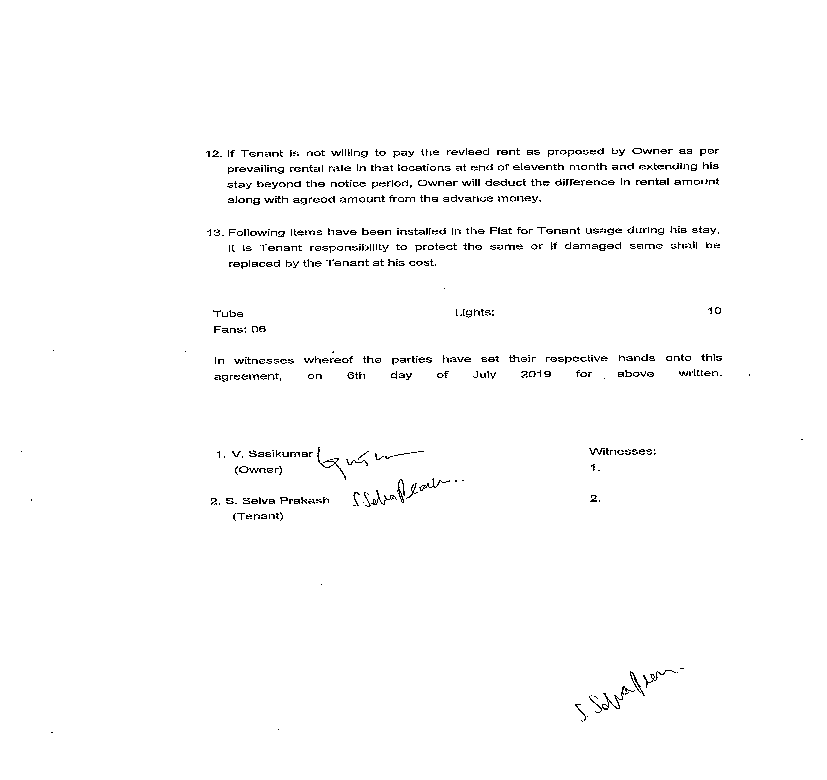 12. If Tenant is not willing to pay the revised rent as proposed by Owner as per
prevailing rental rate in that locations at end of eleventh month and extending his
stay beyond the notice period, Owner will deduct the difference in rental amount
along with agreed amount from the advance money.
13. Following items have been installed in the Flat for Tenant usage during his stay.
It is Tenant responsibility to protect the same or if damaged same shall be
replaced by the Tenant at his cost.
Tube Lights: 10
Fans: 06
In witnesses whereof the parties have set their respective hands onto this
agreement, on 6th day of July 2019 for above written.
1. V. Sasikumar
(Owner)
Witnesses:
1.
2. S. Selva Prakash
(Tenant)
2.